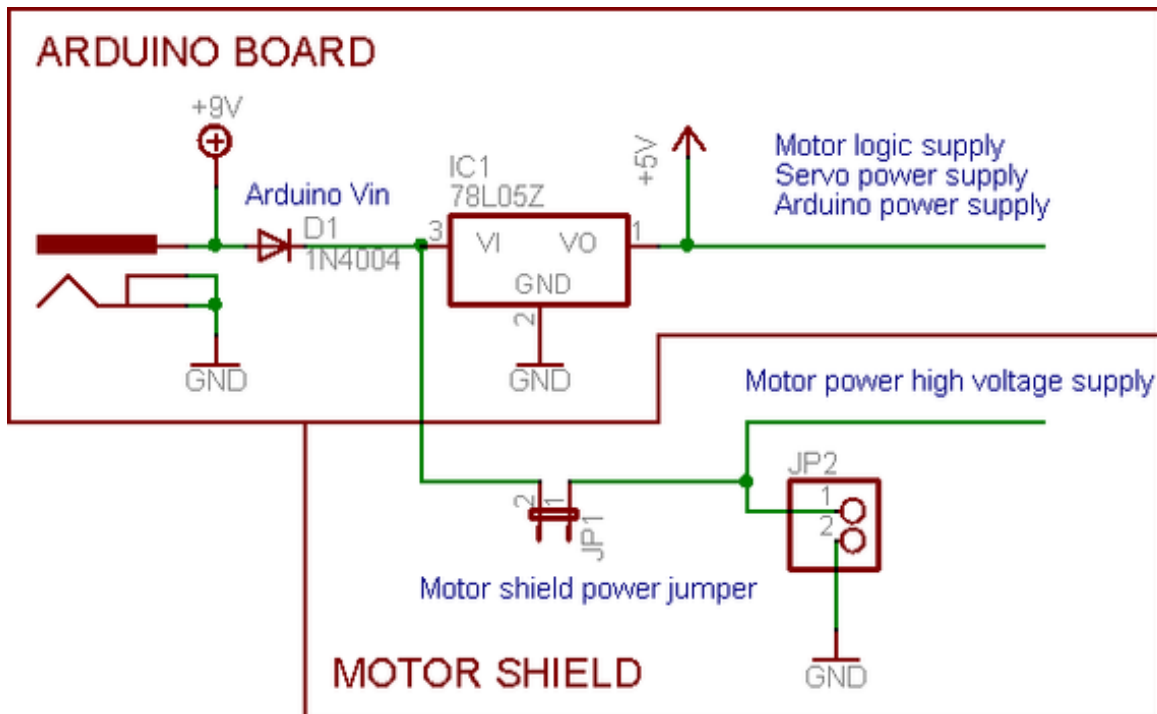 ARDUINO BOARD
+9V
Arduino Vin
D1
1N4004
IC1
78L05Z
3
VI
VO
1
GND
2
+5V
Motor logic supply
Servo power supply
Arduino power supply
GND
GND
Motor power high voltage supply
JP2
1
2
2
1
JP1
Motor shield power jumper
MOTOR SHIELD
GND